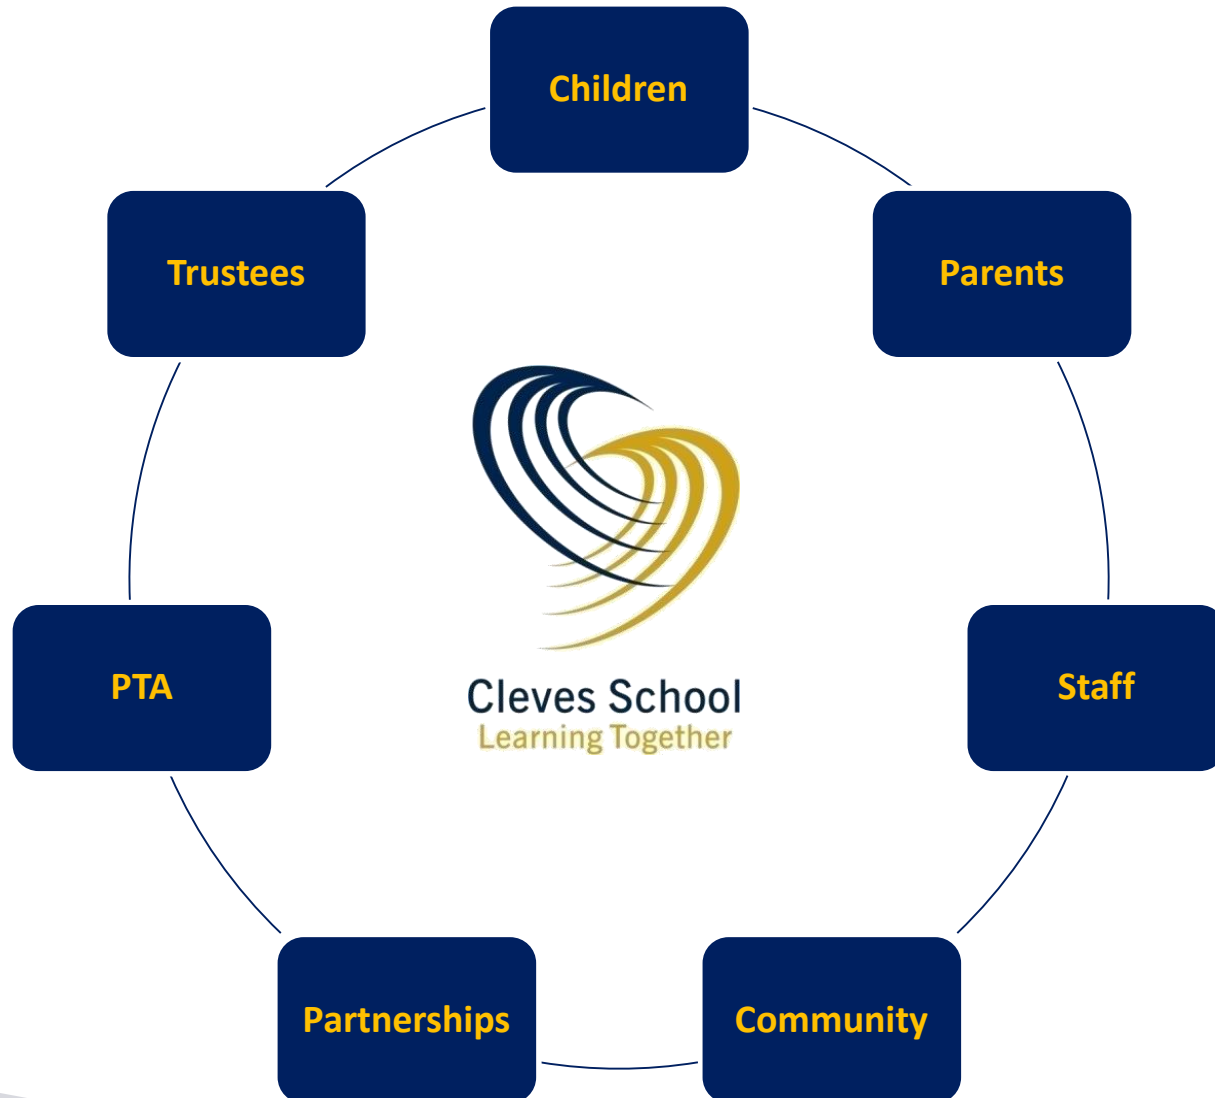 Children
Trustees
Parents
Cleves School
Learning Together
PTA
Staff
Partnerships
Community